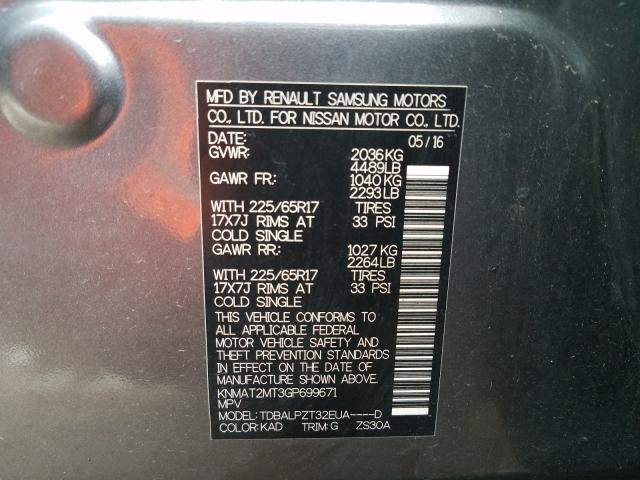 MFD BY RENAULT SAMSUNG MOTORS
CO., LTD. FOR NISSAN MOTOR CO., LTD.
DATE: 05/16
GVWR: 2036KG
4489LB
GAWR FR: 1040KG
2293LB
WITH 225/65R17 TIRES
17X7J RIMS AT 33 PSI
COLD SINGLE
GAWR RR: 1027KG
2264LB
WITH 225/65R17 TIRES
17X7J RIMS AT 33 PSI
COLD SINGLE
THIS VEHICLE CONFORMS TO
ALL APPLICABLE FEDERAL
MOTOR VEHICLE SAFETY AND
THEFT PREVENTION STANDARDS
IN EFFECT ON THE DATE OF
MANUFACTURE SHOWN ABOVE.
KNMAT2MT3GP699671
MPV
MODEL: TDBALPZT32EUA----D
COLOR: KAD TRIM: G ZS30A